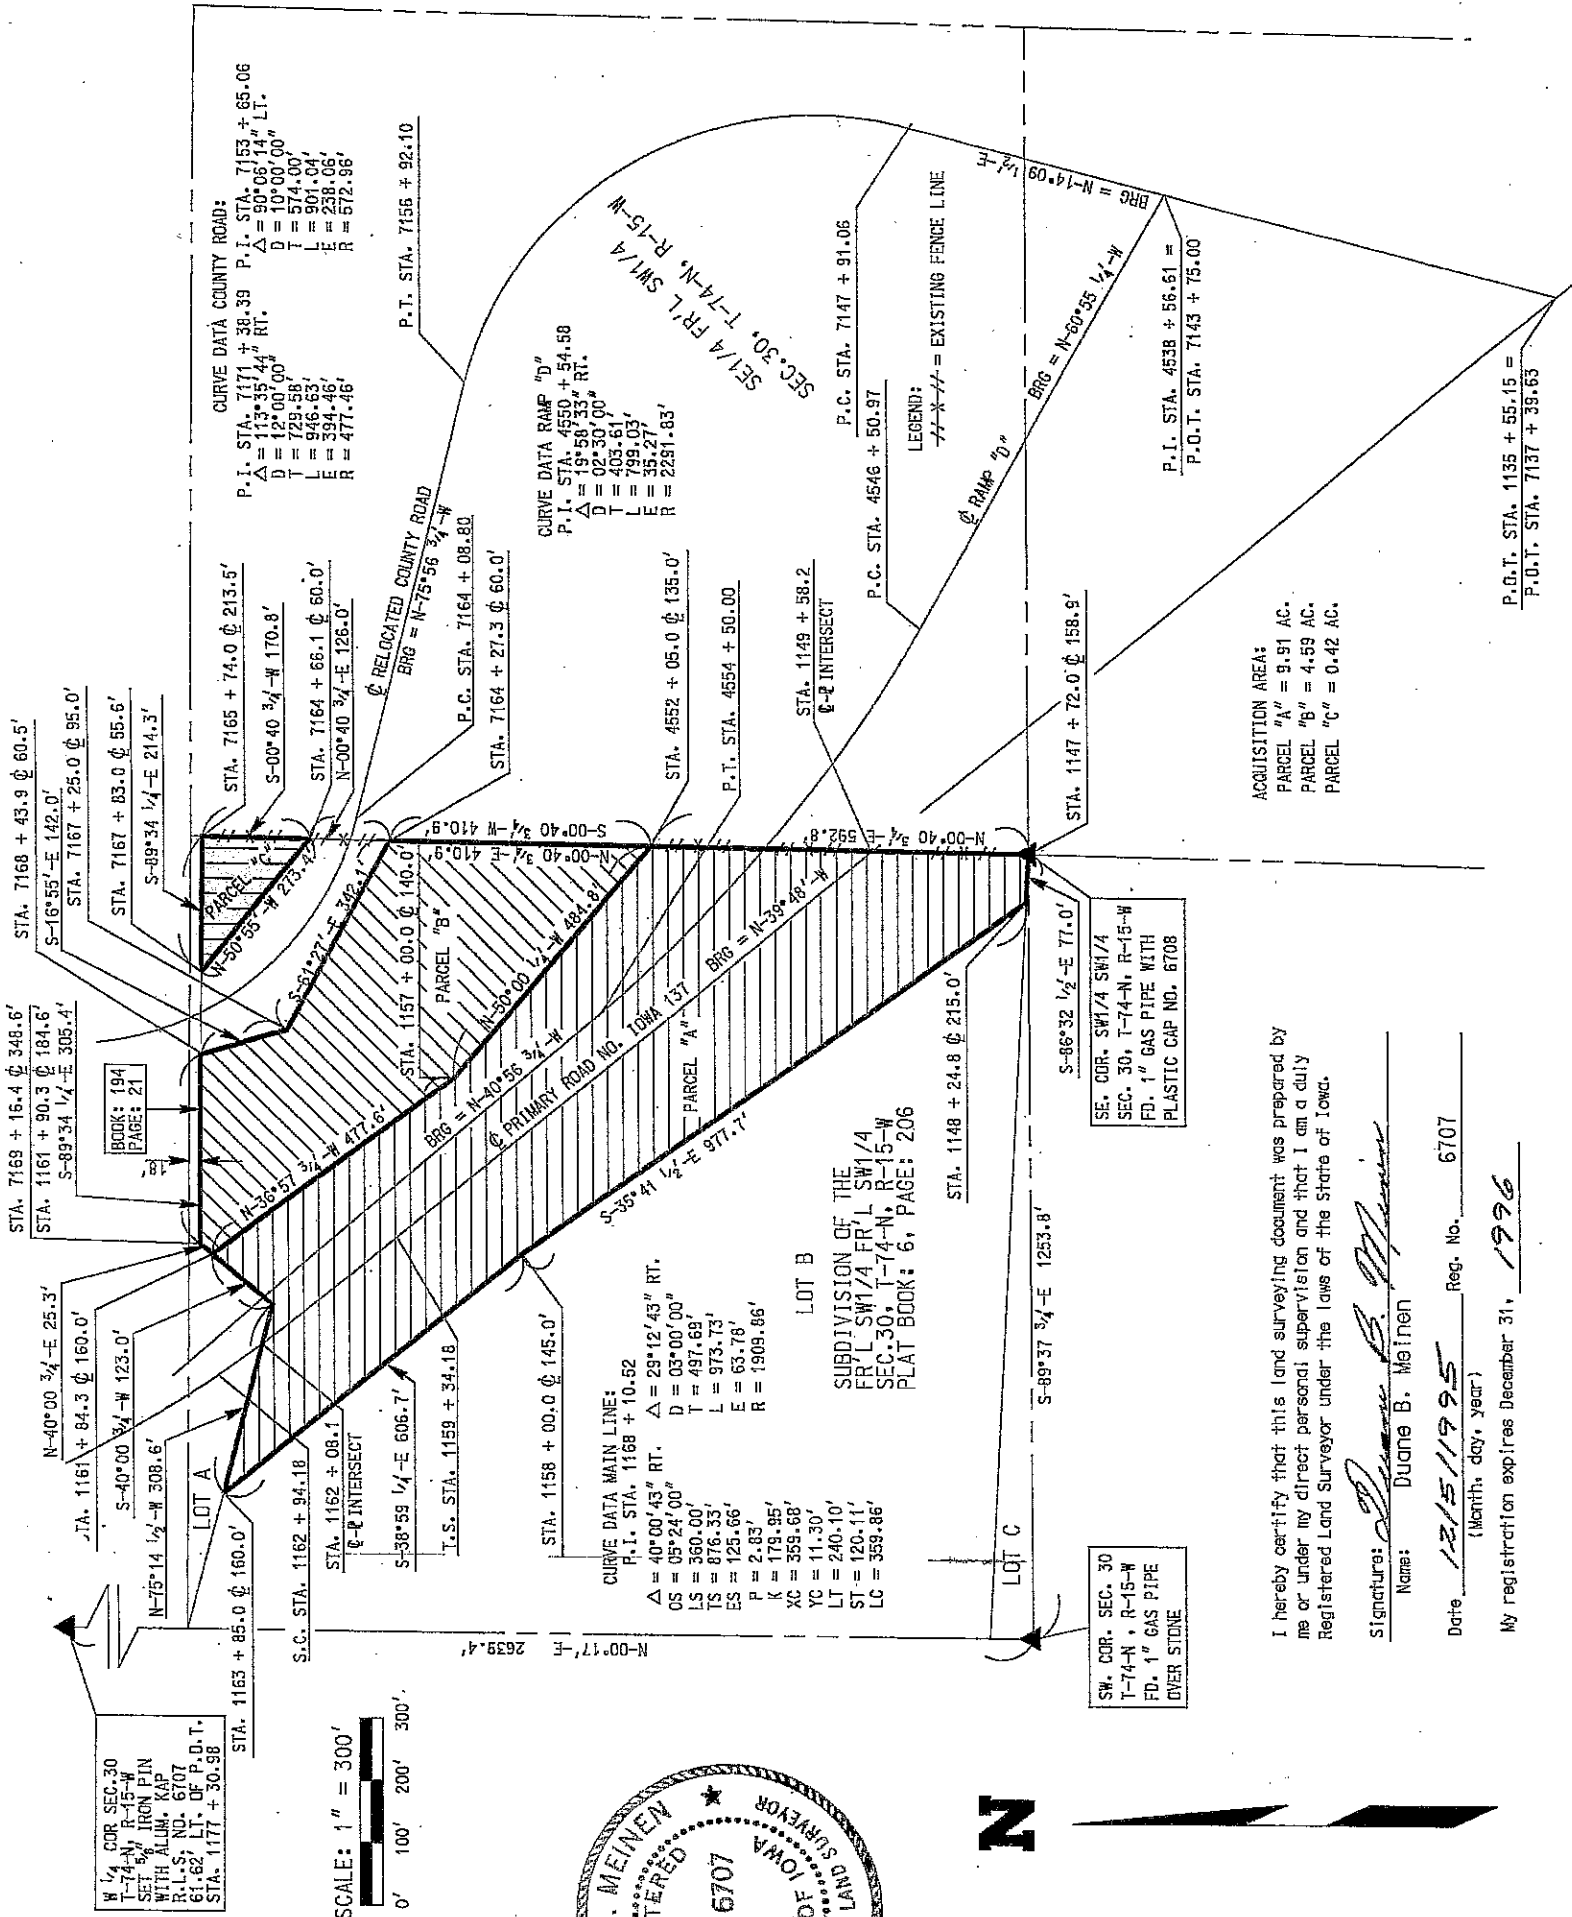 W 1/4 COR SEC.30
T-74-N, R-15-W
SET 5/8" IRON PIN
WITH ALUM. KAP
R.L.S. NO. 6707
61.62' LT. OF P.O.T.
STA. 1177 + 30.98
STA. 1163 + 85.0 ₵ 160.0'
N-75°14 1/2'-W 308.6'
S-40°00 3/4'-W 123.0'
TA. 1161 + 84.3 ₵ 160.0'
N-40°00 3/4'-E 25.3'
STA. 7169 + 16.4 ₵ 348.6'
STA. 1161 + 90.3 ₵ 184.6'
S-89°34 1/4'-E 305.4'
BOOK: 194
PAGE: 21
18'
STA. 7168 + 43.9 ₵ 60.5'
S-16°55'-E 142.0'
STA. 7167 + 25.0 ₵ 95.0'
STA. 7167 + 83.0 ₵ 55.6'
S-89°34 1/4'-E 214.3'
STA. 7165 + 74.0 ₵ 213.5'
S-00°40 3/4'-W 170.8'
STA. 7164 + 66.1 ₵ 60.0'
N-00°40 3/4'-E 126.0'
₵ RELOCATED COUNTY ROAD
BRG = N-75°56 3/4'-W
P.C. STA. 7164 + 08.80
STA. 7164 + 27.3 ₵ 60.0'
CURVE DATA COUNTY ROAD:
P.I. STA. 7171 + 38.39
Δ = 113°35'44" RT.
D = 12°00'00"
T = 729.58'
L = 946.63'
E = 394.46'
R = 477.46'
P.I. STA. 7153 + 65.06
Δ = 90°06'14" LT.
D = 10°00'00"
T = 574.00'
L = 901.04'
E = 238.06'
R = 572.96'
P.T. STA. 7156 + 92.10
LOT A
PARCEL "C"
N-50°55'-W 273.4'
S-61°27'-E 342.1'
STA. 1157 + 00.0 ₵ 140.0'
PARCEL "B"
N-00°40 3/4'-E 410.9'
S-00°40 3/4'-W 410.9'
N-36°57 3/4'-W 477.6'
N-50°00 1/4'-W 484.8'
BRG = N-40°56 3/4'-W
₵ PRIMARY ROAD NO. IOWA 137
BRG = N-39°48'-W
PARCEL "A"
N-00°40 3/4'-E 592.8'
S-35°41 1/2'-E 977.7'
S.C. STA. 1162 + 94.18
STA. 1162 + 08.1
₵-℄ INTERSECT
S-38°59 1/4'-E 606.7'
T.S. STA. 1159 + 34.18
STA. 1158 + 00.0 ₵ 145.0'
CURVE DATA RAMP "D"
P.I. STA. 4550 + 54.58
Δ = 19°58'33" RT.
D = 02°30'00"
T = 403.61'
L = 799.03'
E = 35.27'
R = 2291.83'
SE1/4 FR'L SW1/4
SEC.30, T-74-N, R-15-W
STA. 4552 + 05.0 ₵ 135.0'
P.T. STA. 4554 + 50.00
STA. 1149 + 58.2
₵-℄ INTERSECT
P.C. STA. 4546 + 50.97
P.C. STA. 7147 + 91.06
LEGEND:
//-X-// = EXISTING FENCE LINE
₵ RAMP "D"
BRG = N-60°55 1/4'-W
BRG = N-14°09 1/2'-E
P.I. STA. 4538 + 56.61 =
P.O.T. STA. 7143 + 75.00
SCALE: 1" = 300'
0' 100' 200' 300'
N-00°17'-E 2639.4'
CURVE DATA MAIN LINE:
P.I. STA. 1168 + 10.52
Δ = 40°00'43" RT.
OS = 05°24'00"
LS = 360.00'
TS = 876.33'
ES = 125.66'
P = 2.83'
K = 179.95'
XC = 359.68'
YC = 11.30'
LT = 240.10'
ST = 120.11'
LC = 359.86'
Δ = 29°12'43" RT.
D = 03°00'00"
T = 497.69'
L = 973.73'
E = 63.78'
R = 1909.86'
LOT B
SUBDIVISION OF THE
FR'L SW1/4 FR'L SW1/4
SEC.30, T-74-N, R-15-W
PLAT BOOK: 6, PAGE: 206
STA. 1148 + 24.8 ₵ 215.0'
STA. 1147 + 72.0 ₵ 158.9'
LOT C
S-89°37 3/4'-E 1253.8'
S-86°32 1/2'-E 77.0'
SW. COR. SEC. 30
T-74-N, R-15-W
FD. 1" GAS PIPE
OVER STONE
SE. COR. SW1/4 SW1/4
SEC. 30, T-74-N, R-15-W
FD. 1" GAS PIPE WITH
PLASTIC CAP NO. 6708
ACQUISITION AREA:
PARCEL "A" = 9.91 AC.
PARCEL "B" = 4.59 AC.
PARCEL "C" = 0.42 AC.
P.O.T. STA. 1135 + 55.15 =
P.O.T. STA. 7137 + 39.63
MEINEN
TERED
6707
OF IOWA
LAND SURVEYOR
N
I hereby certify that this land surveying document was prepared by
me or under my direct personal supervision and that I am a duly
Registered Land Surveyor under the laws of the State of Iowa.
Signature: Duane B. Meinen
Name: Duane B. Meinen
Date 12/5/1995 Reg. No. 6707
(Month, day, year)
My registration expires December 31, 1996